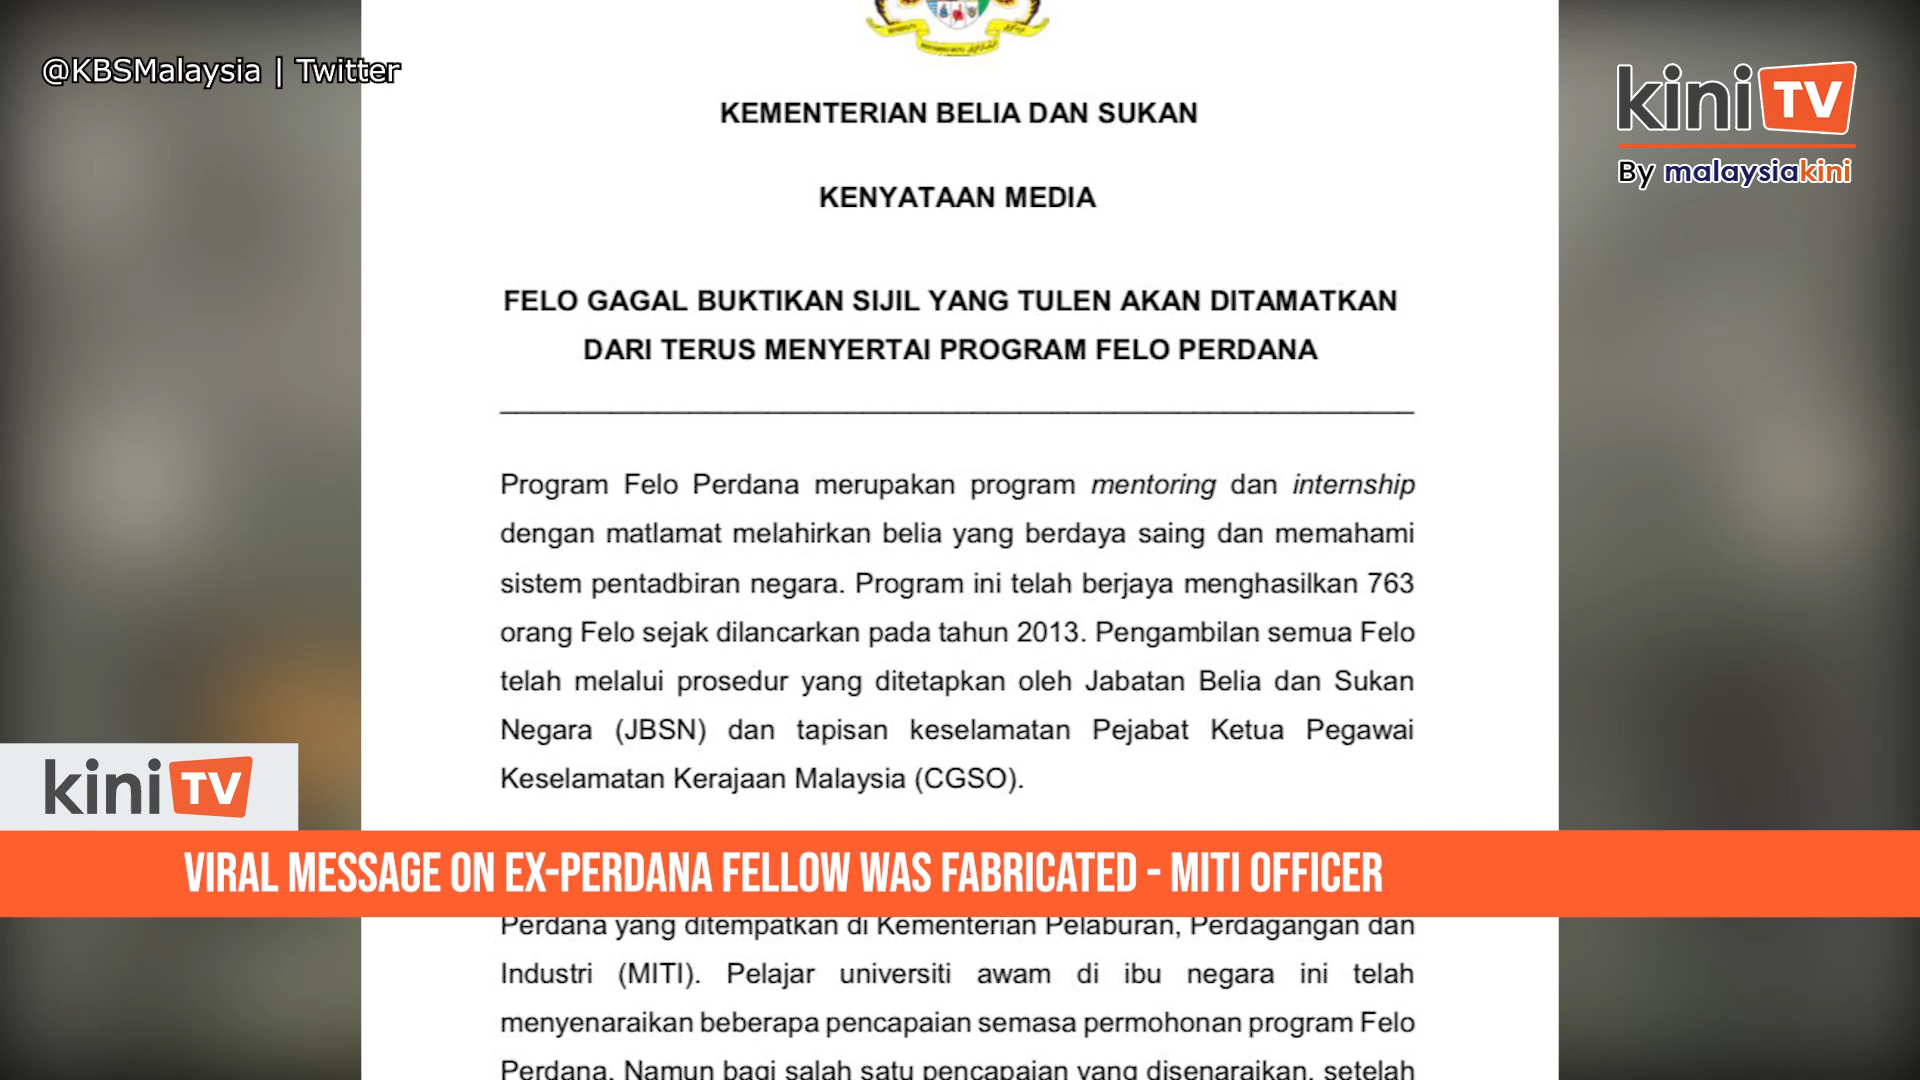 @KBSMalaysia | Twitter
kini TV
By malaysiakini
KEMENTERIAN BELIA DAN SUKAN
KENYATAAN MEDIA
FELO GAGAL BUKTIKAN SIJIL YANG TULEN AKAN DITAMATKAN
DARI TERUS MENYERTAI PROGRAM FELO PERDANA
Program Felo Perdana merupakan program mentoring dan internship
dengan matlamat melahirkan belia yang berdaya saing dan memahami
sistem pentadbiran negara. Program ini telah berjaya menghasilkan 763
orang Felo sejak dilancarkan pada tahun 2013. Pengambilan semua Felo
telah melalui prosedur yang ditetapkan oleh Jabatan Belia dan Sukan
Negara (JBSN) dan tapisan keselamatan Pejabat Ketua Pegawai
Keselamatan Kerajaan Malaysia (CGSO).
kini TV
VIRAL MESSAGE ON EX-PERDANA FELLOW WAS FABRICATED - MITI OFFICER
Perdana yang ditempatkan di Kementerian Pelaburan, Perdagangan dan
Industri (MITI). Pelajar universiti awam di ibu negara ini telah
menyenaraikan beberapa pencapaian semasa permohonan program Felo
Perdana. Namun bagi salah satu pencapaian yang disenaraikan, setelah